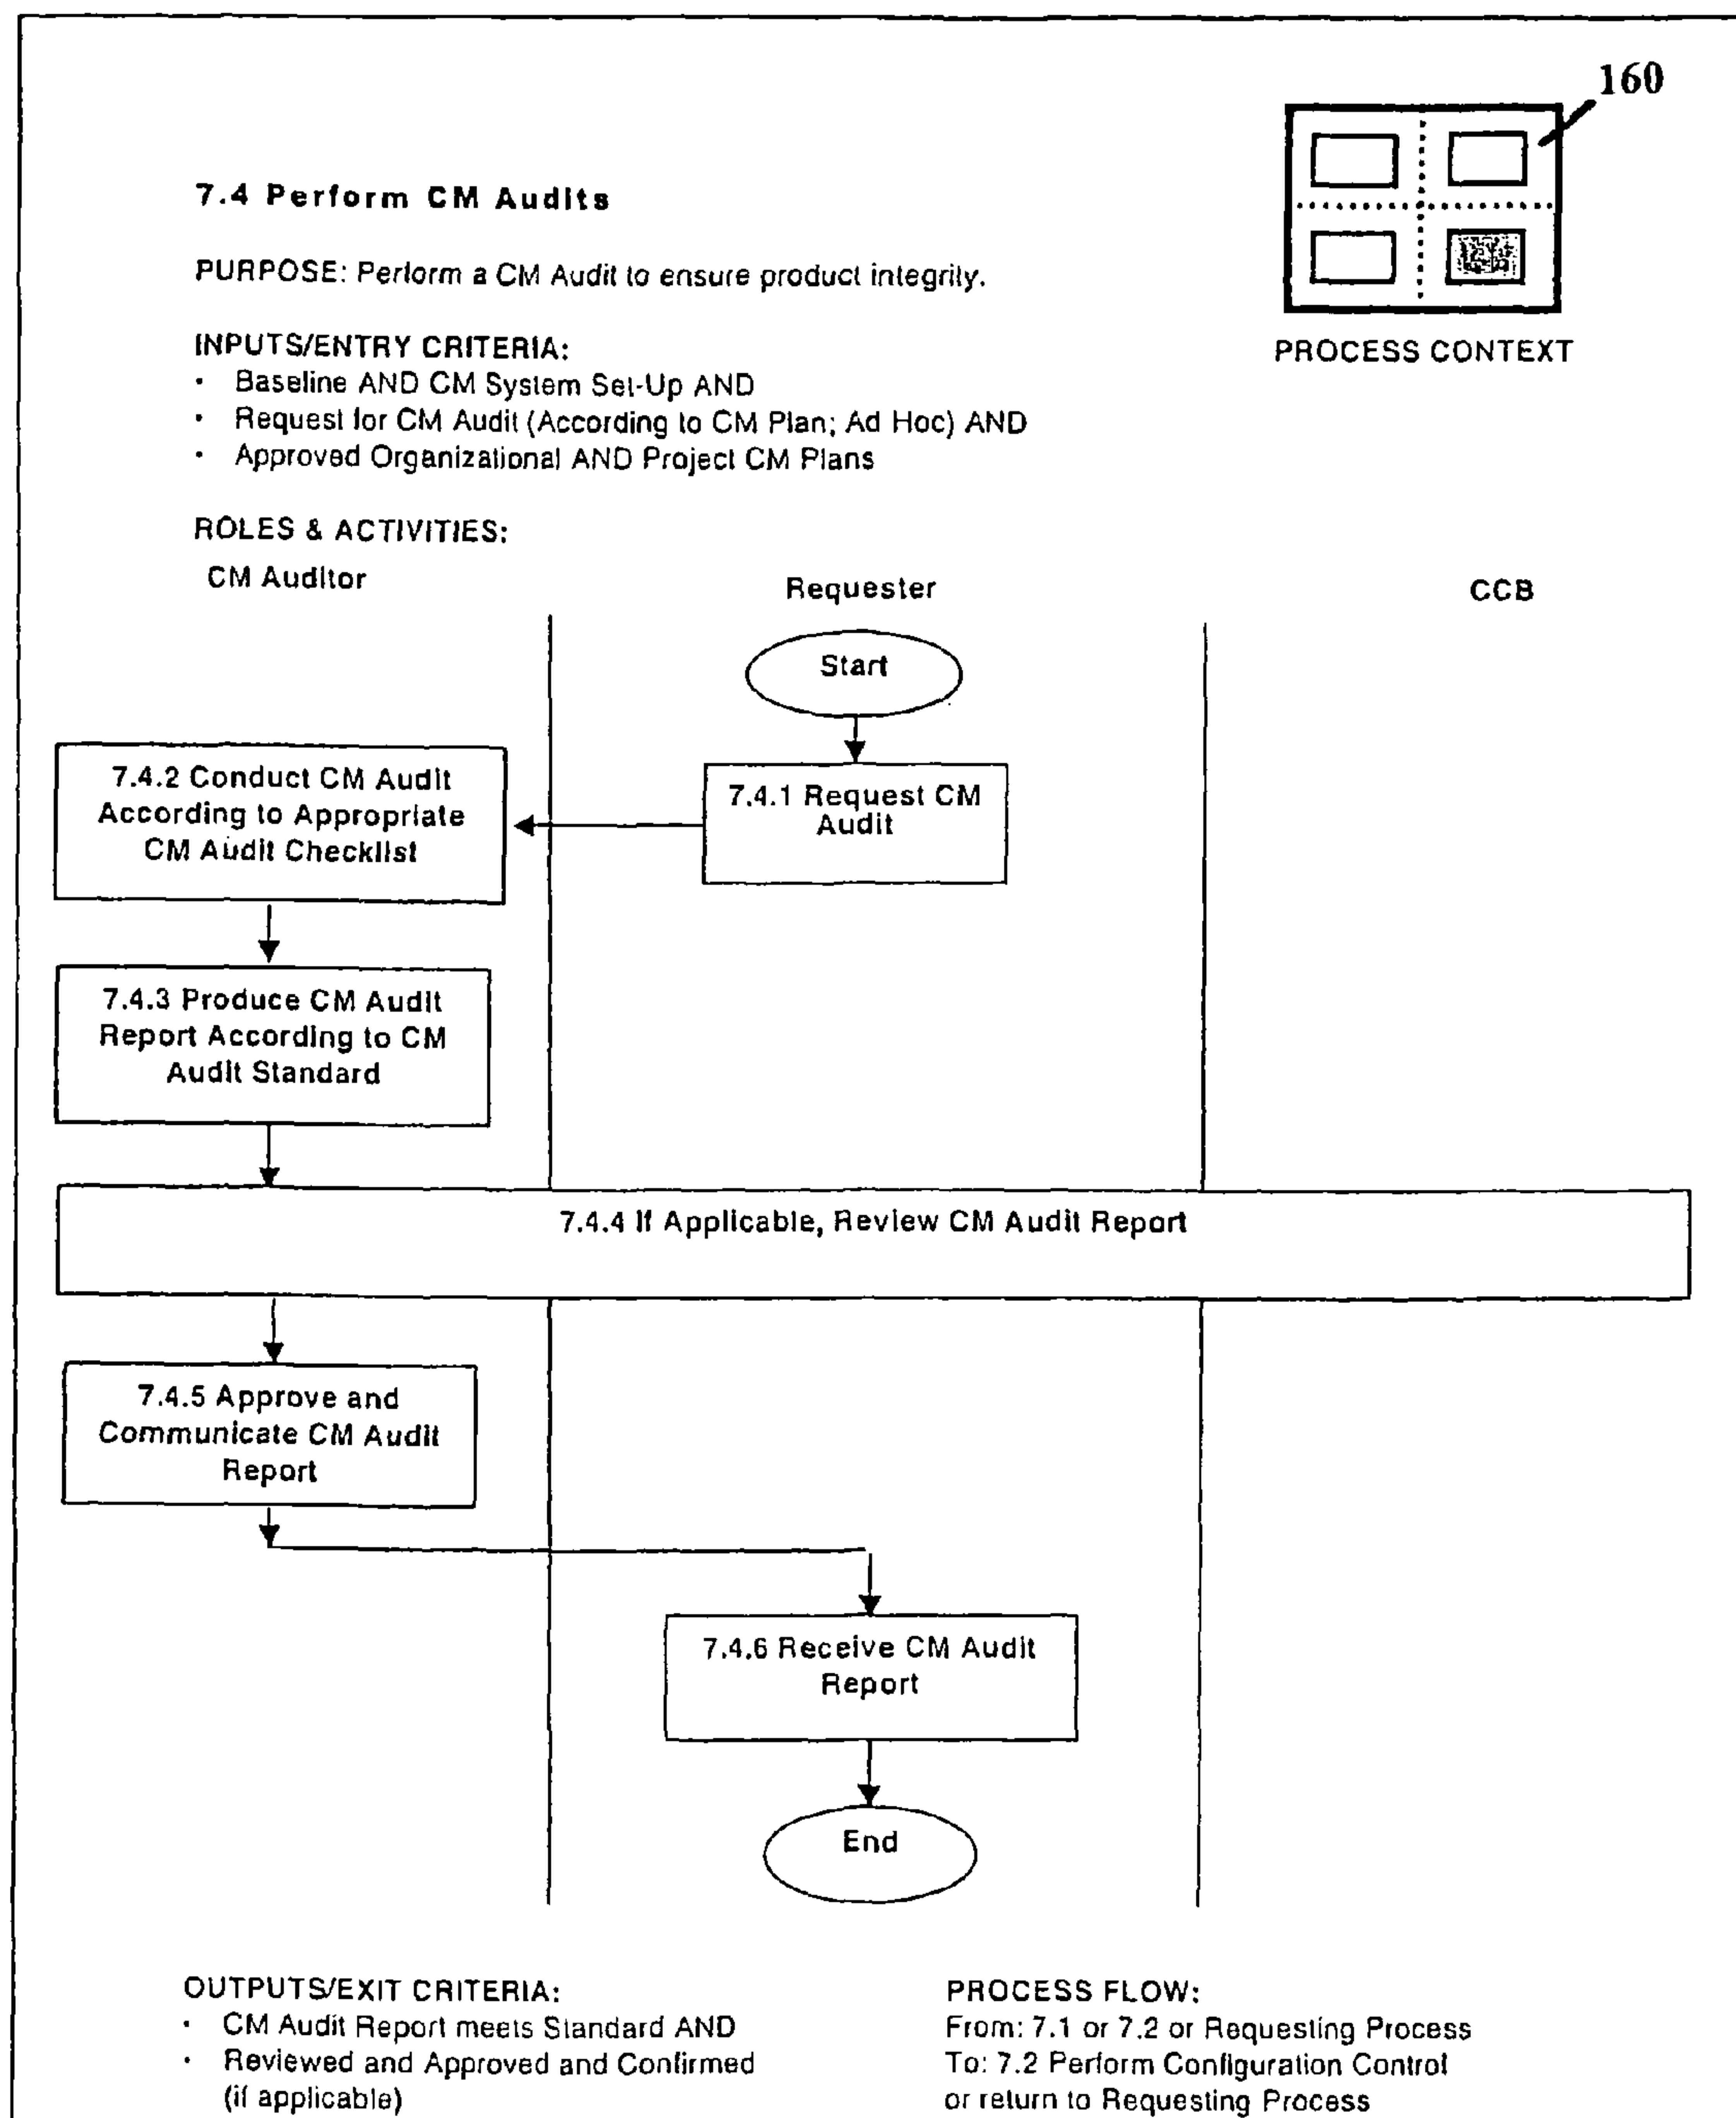 160
7.4 Perform CM Audits
PURPOSE: Perform a CM Audit to ensure product integrity.
PROCESS CONTEXT
INPUTS/ENTRY CRITERIA:
· Baseline AND CM System Set-Up AND
· Request for CM Audit (According to CM Plan; Ad Hoc) AND
· Approved Organizational AND Project CM Plans
ROLES & ACTIVITIES:
CM Auditor
Requester
CCB
Start
7.4.1 Request CM
Audit
7.4.2 Conduct CM Audit
According to Appropriate
CM Audit Checklist
7.4.3 Produce CM Audit
Report According to CM
Audit Standard
7.4.4 If Applicable, Review CM Audit Report
7.4.5 Approve and
Communicate CM Audit
Report
7.4.6 Receive CM Audit
Report
End
OUTPUTS/EXIT CRITERIA:
· CM Audit Report meets Standard AND
· Reviewed and Approved and Confirmed
(if applicable)
PROCESS FLOW:
From: 7.1 or 7.2 or Requesting Process
To: 7.2 Perform Configuration Control
or return to Requesting Process